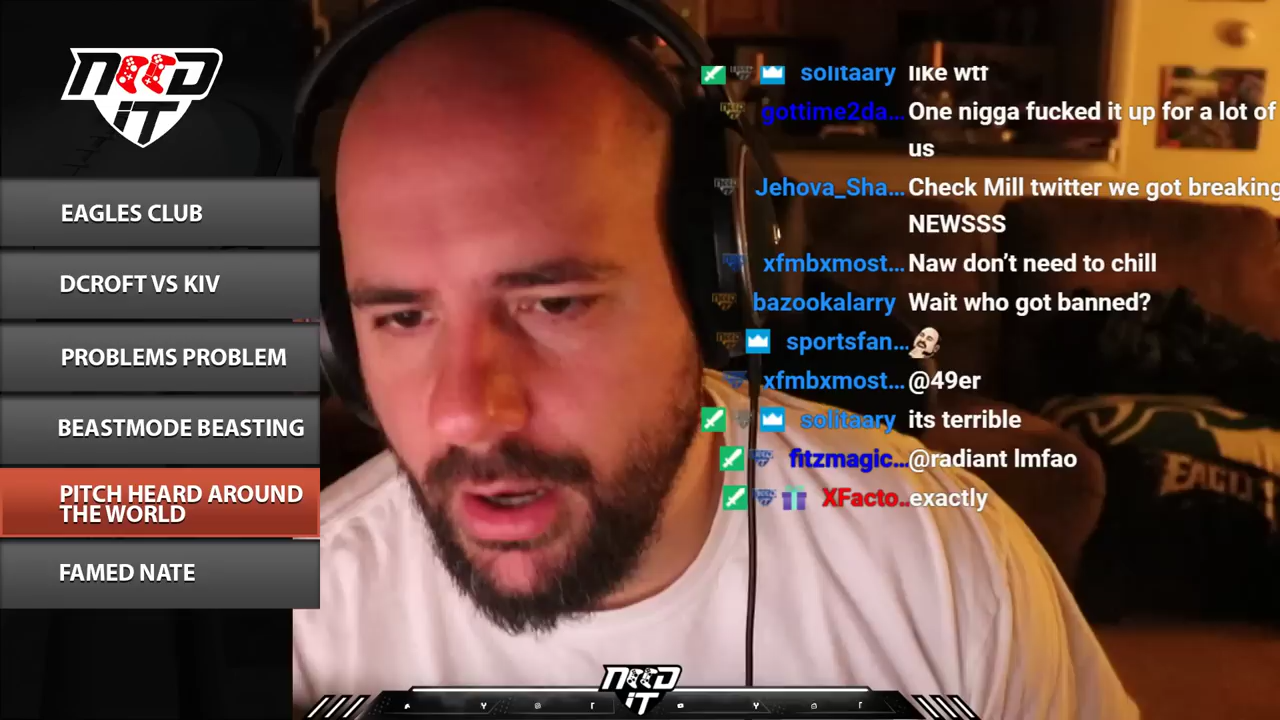 NEED
IT
EAGLES CLUB
DCROFT VS KIV
PROBLEMS PROBLEM
BEASTMODE BEASTING
PITCH HEARD AROUND
THE WORLD
FAMED NATE
solitaary like wtf
gottime2da... One nigga fucked it up for a lot of
us
Jehova_Sha... Check Mill twitter we got breaking
NEWSSS
xfmbxmost... Naw don't need to chill
bazookalarry Wait who got banned?
sportsfan...
xfmbxmost... @49er
solitaary its terrible
fitzmagic... @radiant lmfao
XFacto.. exactly
EAGLES
NEED
IT